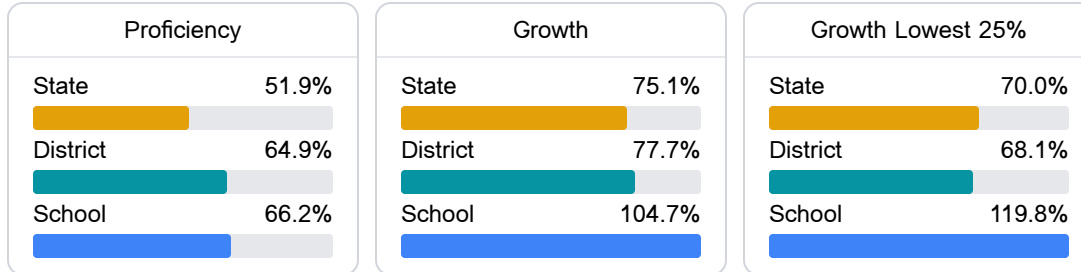 Proficiency
State 51.9%
District 64.9%
School 66.2%
Growth
State 75.1%
District 77.7%
School 104.7%
Growth Lowest 25%
State 70.0%
District 68.1%
School 119.8%